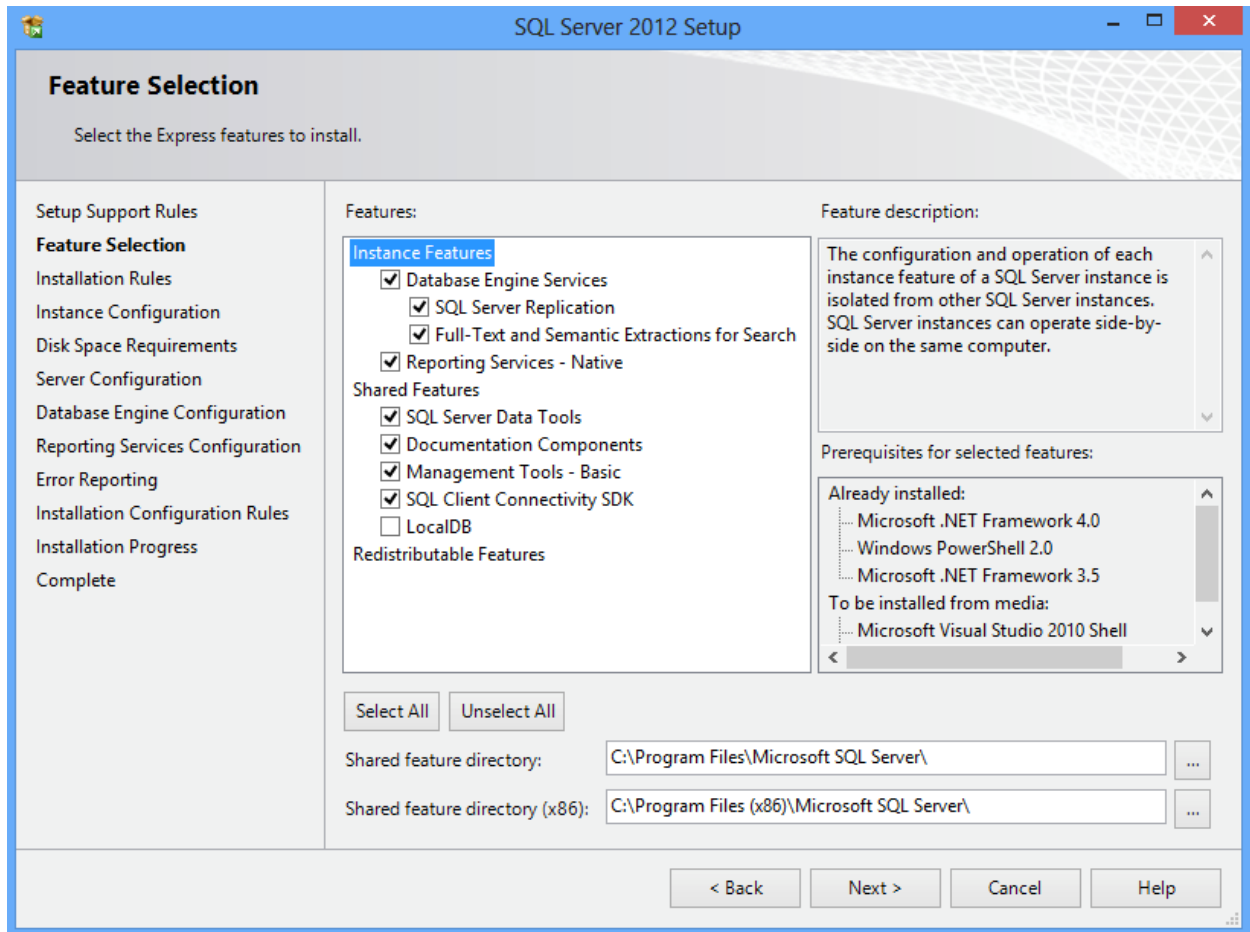 SQL Server 2012 Setup
Feature Selection
Select the Express features to install.
Setup Support Rules
Feature Selection
Installation Rules
Instance Configuration
Disk Space Requirements
Server Configuration
Database Engine Configuration
Reporting Services Configuration
Error Reporting
Installation Configuration Rules
Installation Progress
Complete
Features:
Instance Features
Database Engine Services
SQL Server Replication
Full-Text and Semantic Extractions for Search
Reporting Services - Native
Shared Features
SQL Server Data Tools
Documentation Components
Management Tools - Basic
SQL Client Connectivity SDK
LocalDB
Redistributable Features
Feature description:
The configuration and operation of each
instance feature of a SQL Server instance is
isolated from other SQL Server instances.
SQL Server instances can operate side-by-
side on the same computer.
Prerequisites for selected features:
Already installed:
Microsoft .NET Framework 4.0
Windows PowerShell 2.0
Microsoft .NET Framework 3.5
To be installed from media:
Microsoft Visual Studio 2010 Shell
Select All
Unselect All
Shared feature directory:
C:\Program Files\Microsoft SQL Server\
...
Shared feature directory (x86):
C:\Program Files (x86)\Microsoft SQL Server\
...
< Back
Next >
Cancel
Help